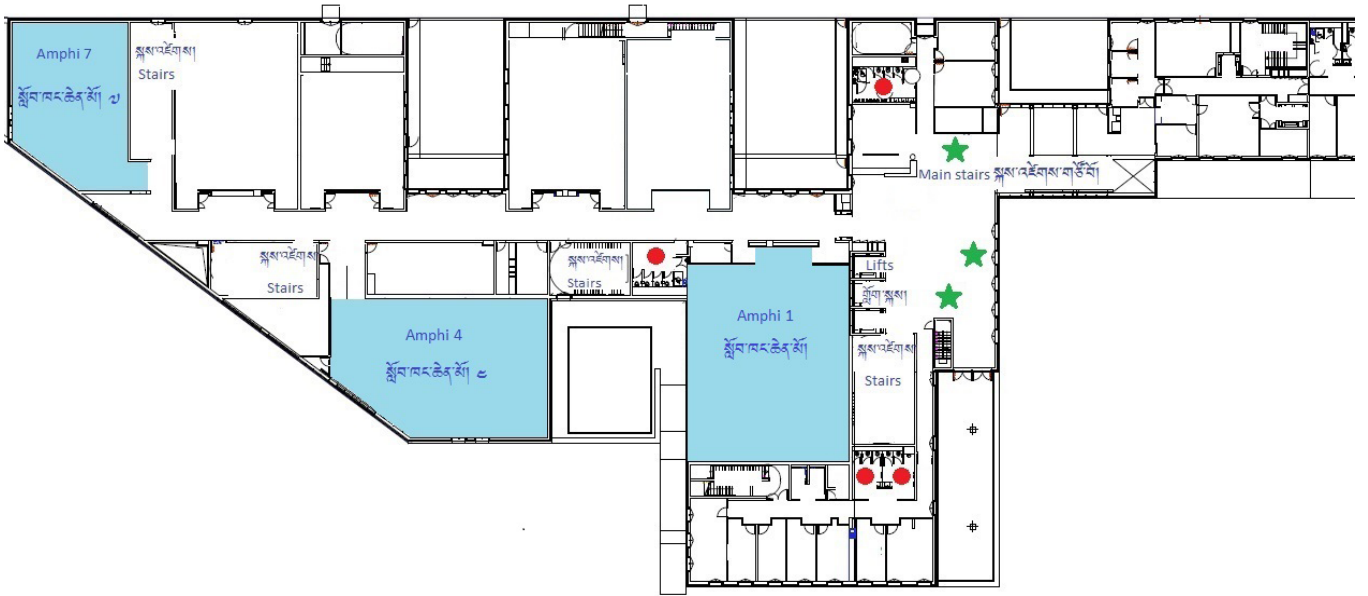 Amphi 7
སློབ་ཁང་ཆེན་མོ། ༧
སྐས་འཛེགས།
Stairs
Main stairs སྐས་འཛེགས་གཙོ་བོ།
སྐས་འཛེགས།
Stairs
སྐས་འཛེགས།
Stairs
Lifts
གློག་སྐས།
Amphi 4
སློབ་ཁང་ཆེན་མོ། ༤
Amphi 1
སློབ་ཁང་ཆེན་མོ།
སྐས་འཛེགས།
Stairs